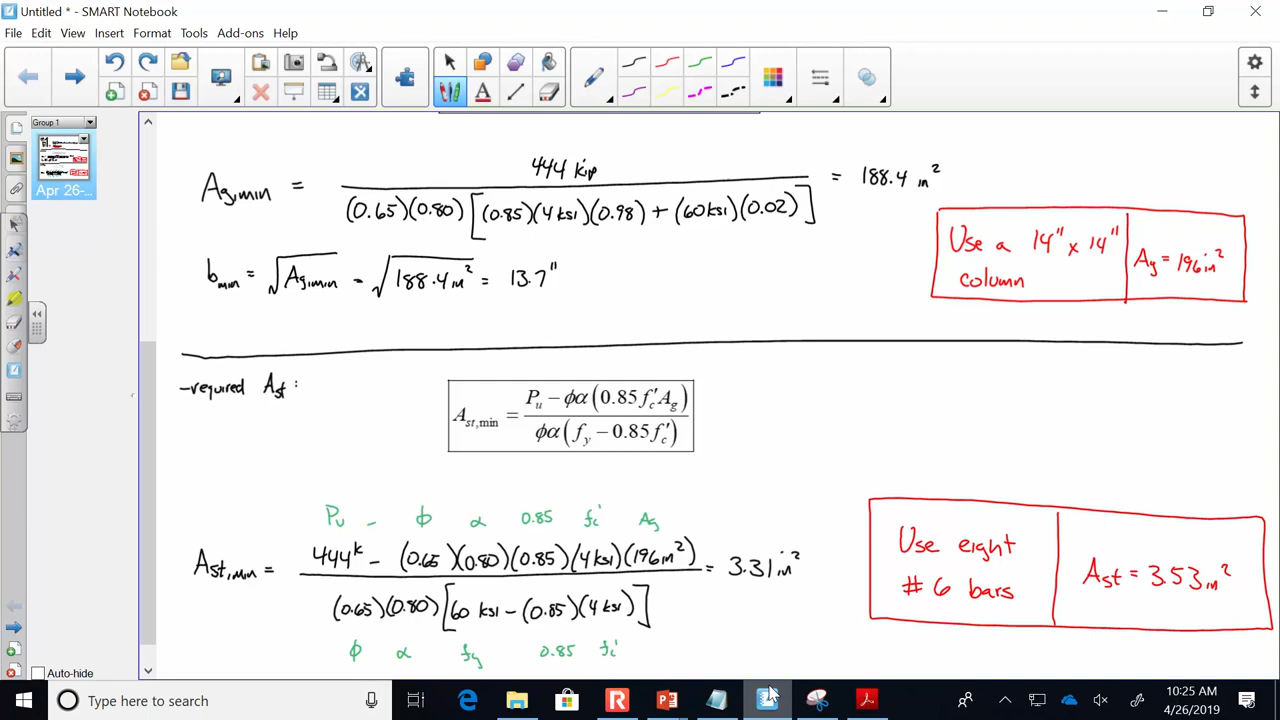 Untitled * - SMART Notebook
File Edit View Insert Format Tools Add-ons Help
Group 1
Apr 26-
Ag,min = 444 kip / (0.65)(0.80)[(0.85)(4 ksi)(0.98) + (60 ksi)(0.02)] = 188.4 in²
bmin = √Ag,min = √188.4 in² = 13.7"
Use a 14" x 14" column
Ag = 196 in²
-required Ast:
A st,min = Pu − ϕα(0.85 f′c Ag) / ϕα(fy − 0.85 f′c)
Pu - ϕ α 0.85 fc' Ag
Ast,min = 444k - (0.65)(0.80)(0.85)(4 ksi)(196 in²) / (0.65)(0.80)[60 ksi - (0.85)(4 ksi)] = 3.31 in²
ϕ α fy 0.85 fc'
Use eight
# 6 bars
Ast = 3.53 in²
Auto-hide
Type here to search
10:25 AM
4/26/2019